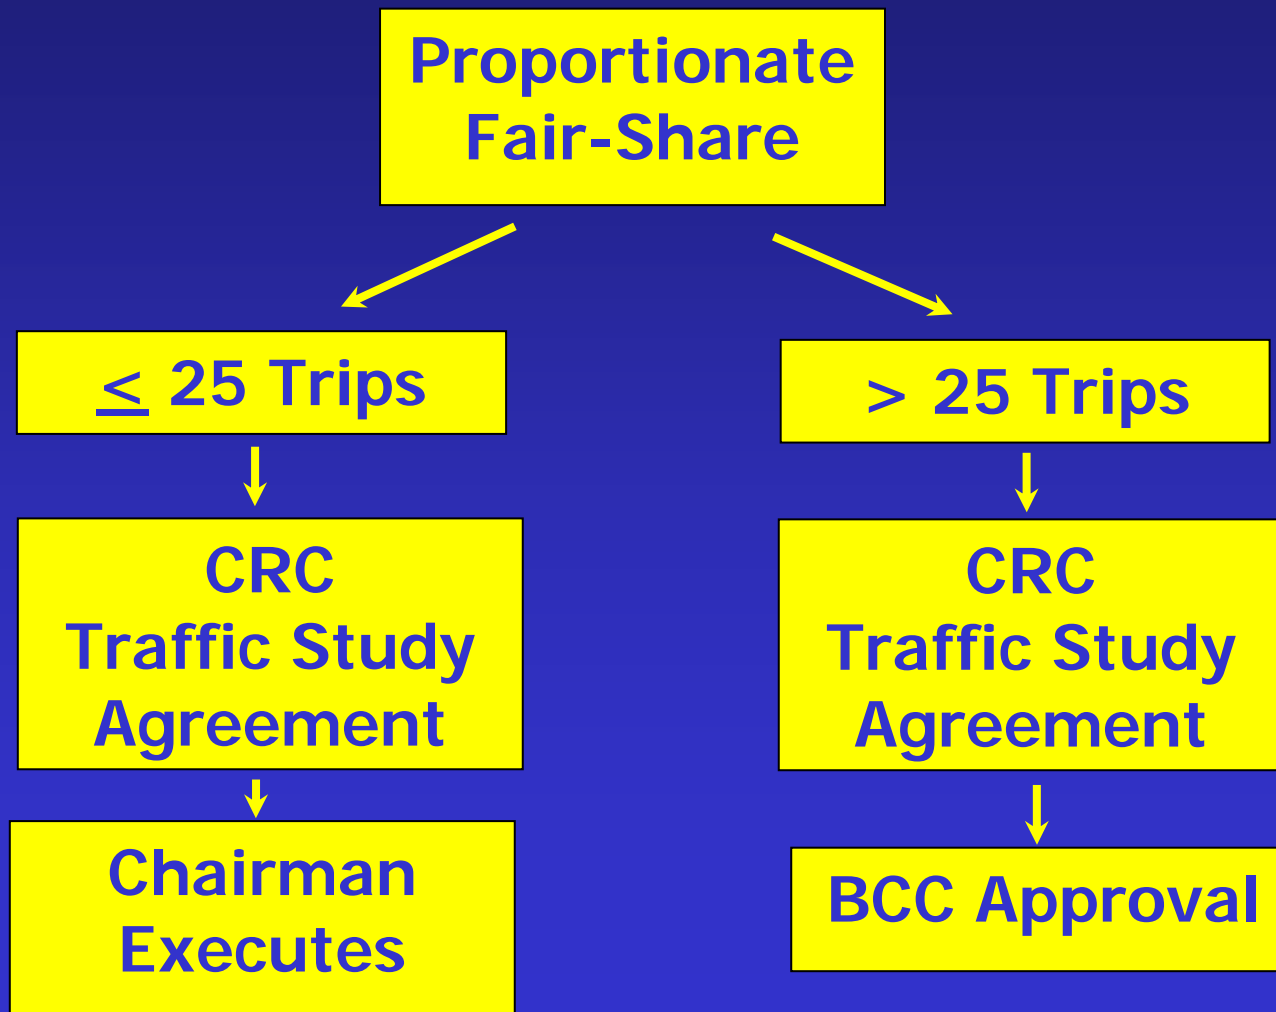 Proportionate
Fair-Share
≤ 25 Trips
> 25 Trips
CRC
Traffic Study
Agreement
CRC
Traffic Study
Agreement
Chairman
Executes
BCC Approval